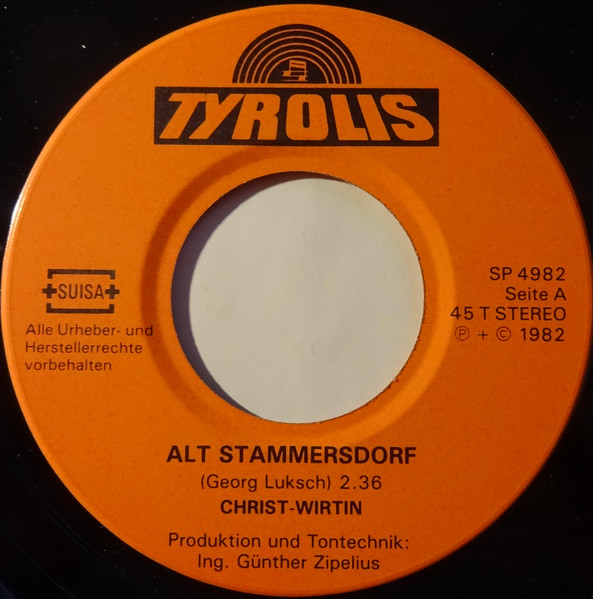 TYROLIS
SUISA
Alle Urheber- und
Herstellerrechte
vorbehalten
SP 4982
Seite A
45 T STEREO
Ⓟ + © 1982
ALT STAMMERSDORF
(Georg Luksch) 2.36
CHRIST-WIRTIN
Produktion und Tontechnik:
Ing. Günther Zipelius